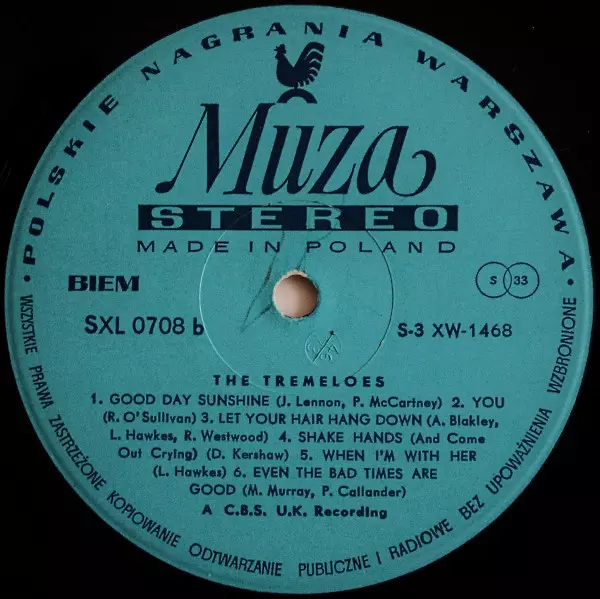 • POLSKIE NAGRANIA WARSZAWA •
Muza
STEREO
MADE IN POLAND
BIEM
S 33
SXL 0708 b
S-3 XW-1468
THE TREMELOES
1. GOOD DAY SUNSHINE (J. Lennon, P. McCartney) 2. YOU
(R. O'Sullivan) 3. LET YOUR HAIR HANG DOWN (A. Blakley,
L. Hawkes, R. Westwood) 4. SHAKE HANDS (And Come
Out Crying) (D. Kershaw) 5. WHEN I'M WITH HER
(L. Hawkes) 6. EVEN THE BAD TIMES ARE
GOOD (M. Murray, P. Callander)
A C.B.S. U.K. Recording
WSZYSTKIE PRAWA ZASTRZEŻONE KOPIOWANIE ODTWARZANIE PUBLICZNE I RADIOWE BEZ UPOWAŻNIENIA WZBRONIONE